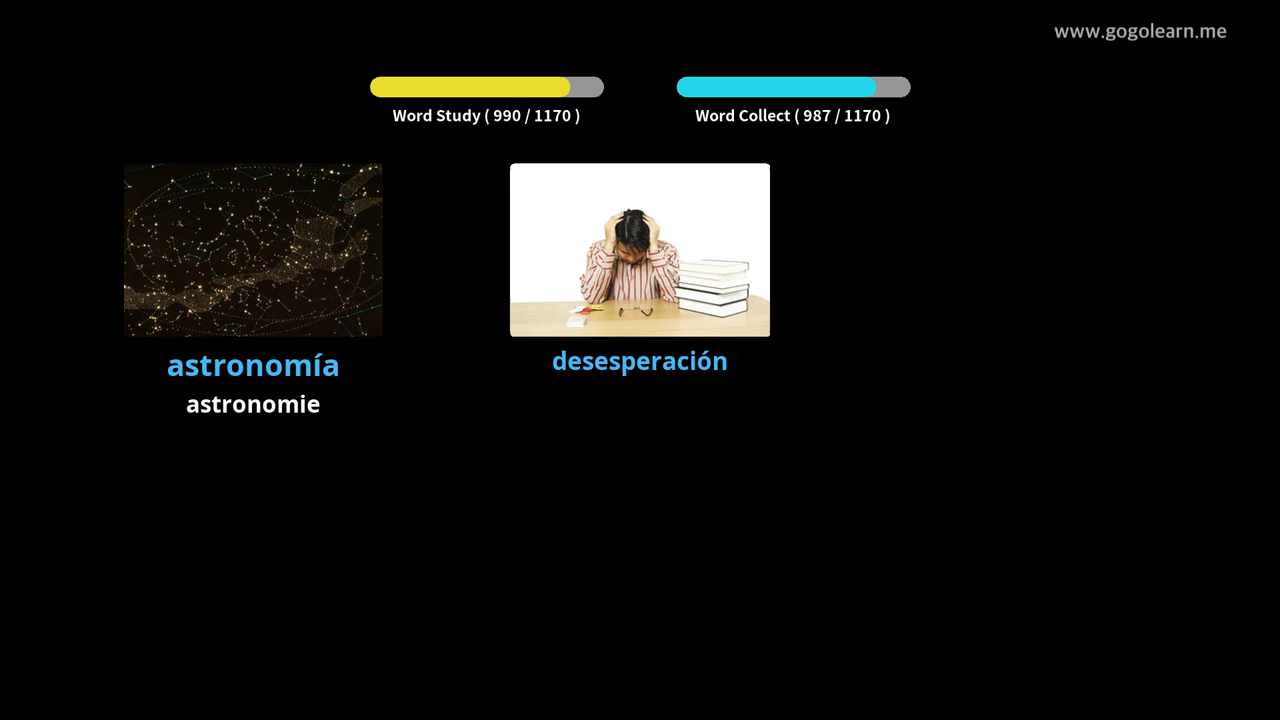 www.gogolearn.me
Word Study ( 990 / 1170 )
Word Collect ( 987 / 1170 )
astronomía
astronomie
desesperación